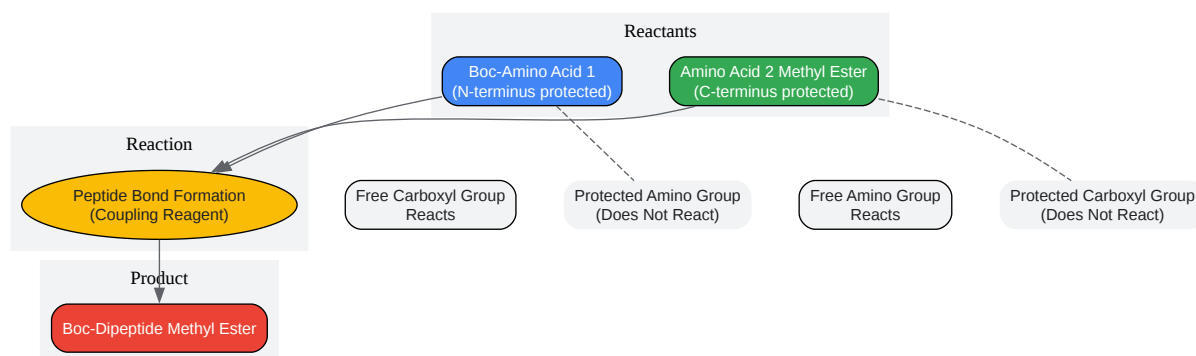 Reactants
Boc-Amino Acid 1
(N-terminus protected)
Amino Acid 2 Methyl Ester
(C-terminus protected)
Reaction
Peptide Bond Formation
(Coupling Reagent)
Free Carboxyl Group
Reacts
Protected Amino Group
(Does Not React)
Free Amino Group
Reacts
Protected Carboxyl Group
(Does Not React)
Product
Boc-Dipeptide Methyl Ester